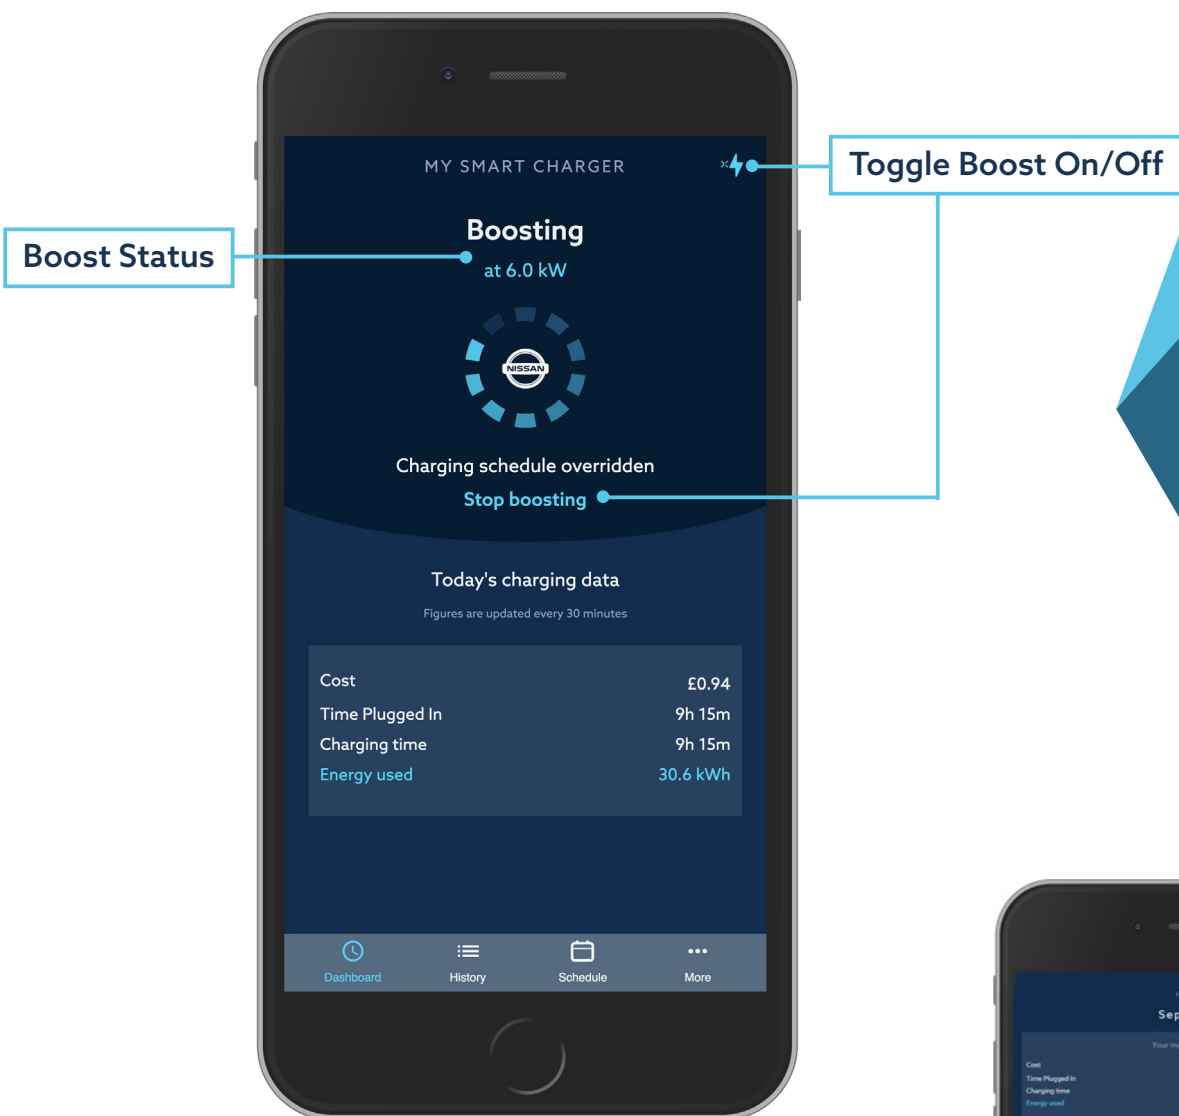 MY SMART CHARGER
Toggle Boost On/Off
Boosting
Boost Status
at 6.0 kW
NISSAN
Charging schedule overridden
Stop boosting
Today's charging data
Figures are updated every 30 minutes
Cost £0.94
Time Plugged In 9h 15m
Charging time 9h 15m
Energy used 30.6 kWh
Dashboard History Schedule More
Cost
Time Plugged In
Charging time
Energy used